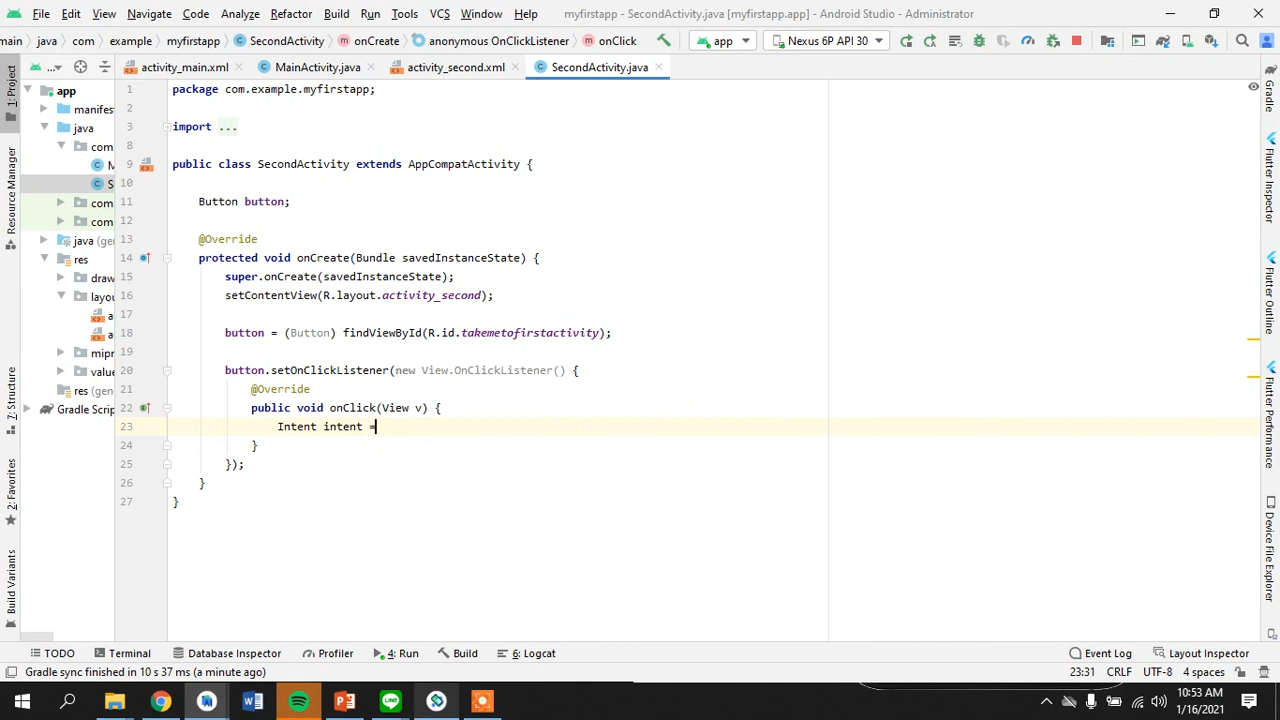 File Edit View Navigate Code Analyze Refactor Build Run Tools VCS Window Help myfirstapp - SecondActivity.java [myfirstapp.app] - Android Studio - Administrator
main java com example myfirstapp SecondActivity onCreate anonymous OnClickListener onClick app Nexus 6P API 30
... activity_main.xml MainActivity.java activity_second.xml SecondActivity.java
1: Project
Resource Manager
Z: Structure
2: Favorites
Build Variants
app
manifes
java
com
M
S
com
com
java (ge
res
draw
layou
a
a
mipr
value
res (gen
Gradle Scrip
1 package com.example.myfirstapp;
2
3 import ...
8
9 public class SecondActivity extends AppCompatActivity {
10
11 Button button;
12
13 @Override
14 protected void onCreate(Bundle savedInstanceState) {
15 super.onCreate(savedInstanceState);
16 setContentView(R.layout.activity_second);
17
18 button = (Button) findViewById(R.id.takemetofirstactivity);
19
20 button.setOnClickListener(new View.OnClickListener() {
21 @Override
22 public void onClick(View v) {
23 Intent intent =
24 }
25 });
26 }
27 }
Gradle
Flutter Inspector
Flutter Outline
Flutter Performance
Device File Explorer
TODO Terminal Database Inspector Profiler 4: Run Build 6: Logcat Event Log Layout Inspector
Gradle sync finished in 10 s 37 ms (a minute ago) 23:31 CRLF UTF-8 4 spaces
10:53 AM
1/16/2021